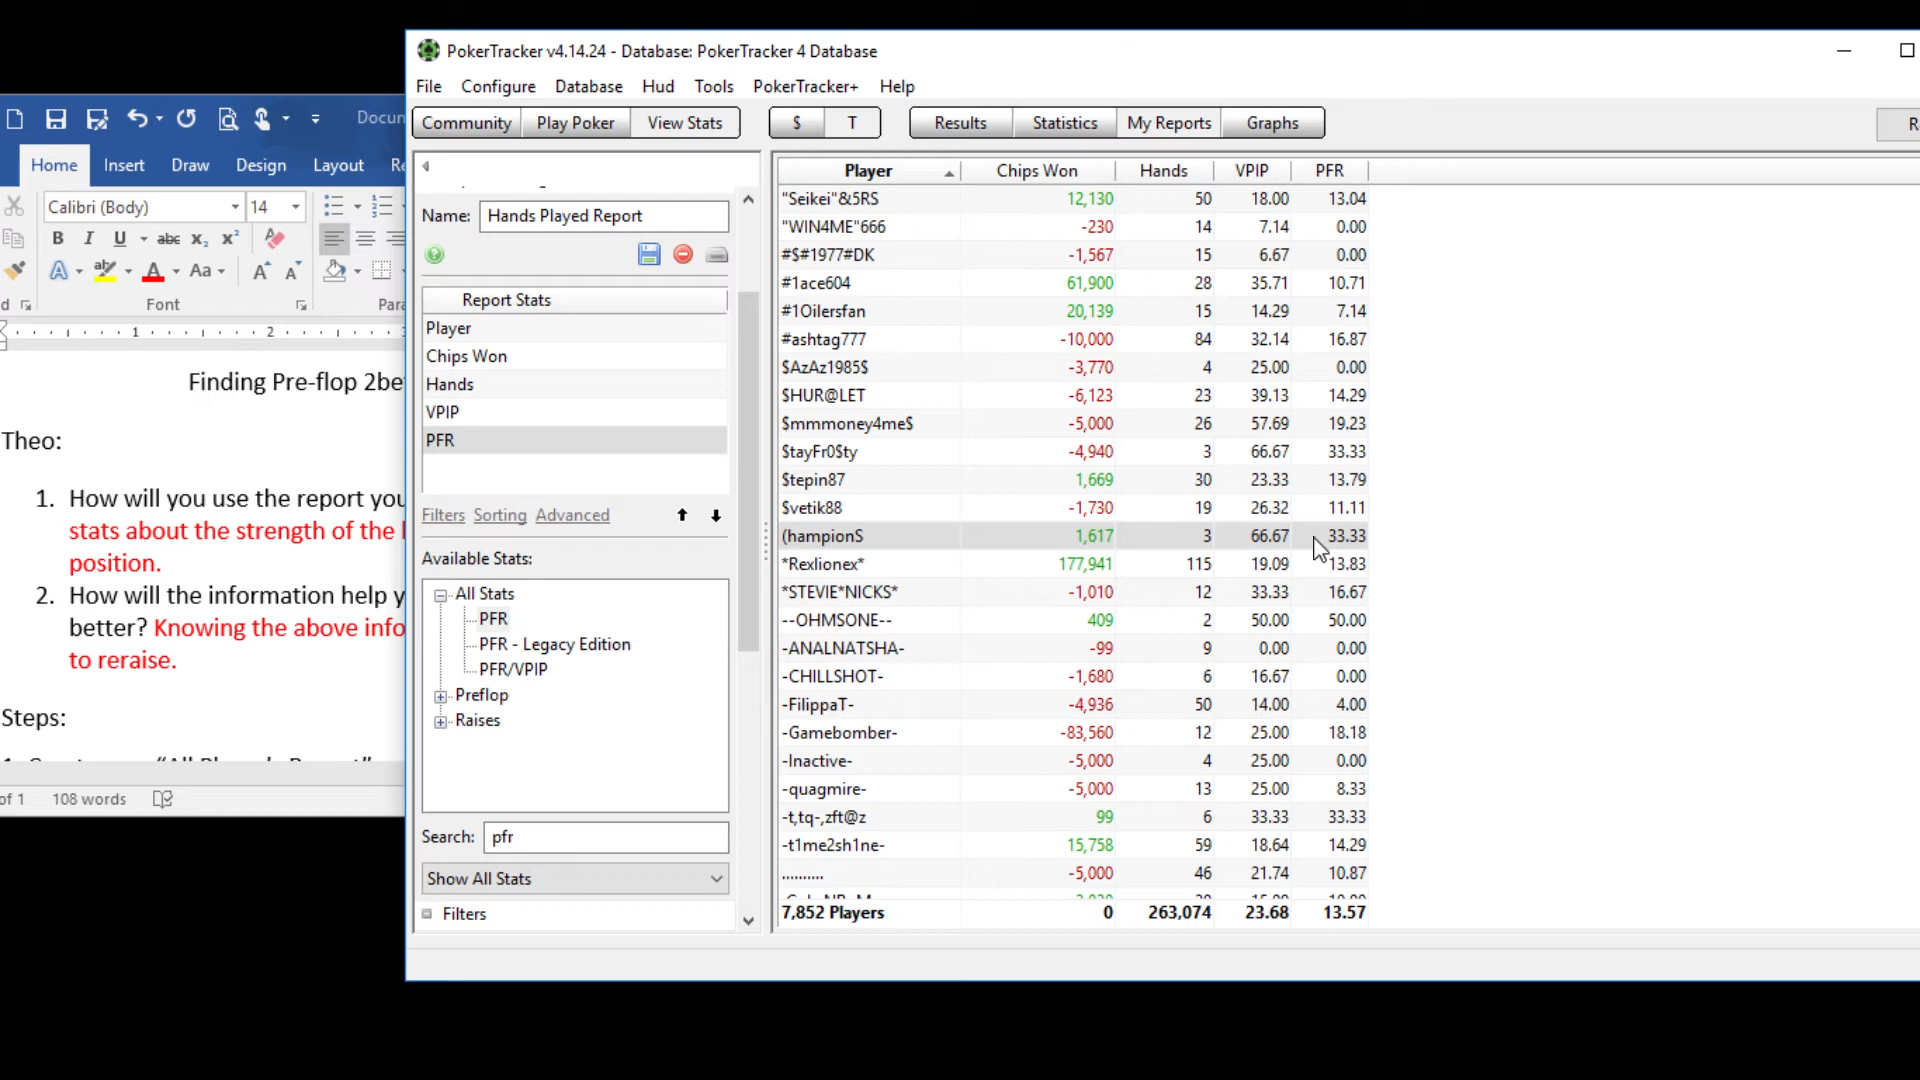 PokerTracker v4.14.24 - Database: PokerTracker 4 Database
File Configure Database Hud Tools PokerTracker+ Help
Community Play Poker View Stats $ T Results Statistics My Reports Graphs
Docum
Home Insert Draw Design Layout Re
Calibri (Body) 14
B I U abc x₂ x²
A A Aa A A
Font Para
1 2
Finding Pre-flop 2be
Theo:
1. How will you use the report you
stats about the strength of the
position.
2. How will the information help y
better? Knowing the above info
to reraise.
Steps:
of 1 108 words
Name: Hands Played Report
Report Stats
Player
Chips Won
Hands
VPIP
PFR
Filters Sorting Advanced
Available Stats:
All Stats
PFR
PFR - Legacy Edition
PFR/VPIP
Preflop
Raises
Search: pfr
Show All Stats
Filters
Player Chips Won Hands VPIP PFR
"Seikei"&5RS 12,130 50 18.00 13.04
"WIN4ME"666 -230 14 7.14 0.00
#$#1977#DK -1,567 15 6.67 0.00
#1ace604 61,900 28 35.71 10.71
#1Oilersfan 20,139 15 14.29 7.14
#ashtag777 -10,000 84 32.14 16.87
$AzAz1985$ -3,770 4 25.00 0.00
$HUR@LET -6,123 23 39.13 14.29
$mmmoney4me$ -5,000 26 57.69 19.23
$tayFr0$ty -4,940 3 66.67 33.33
$tepin87 1,669 30 23.33 13.79
$vetik88 -1,730 19 26.32 11.11
(hampionS 1,617 3 66.67 33.33
*Rexlionex* 177,941 115 19.09 13.83
*STEVIE*NICKS* -1,010 12 33.33 16.67
--OHMSONE-- 409 2 50.00 50.00
-ANALNATSHA- -99 9 0.00 0.00
-CHILLSHOT- -1,680 6 16.67 0.00
-FilippaT- -4,936 50 14.00 4.00
-Gamebomber- -83,560 12 25.00 18.18
-Inactive- -5,000 4 25.00 0.00
-quagmire- -5,000 13 25.00 8.33
-t,tq-,zft@z 99 6 33.33 33.33
-t1me2sh1ne- 15,758 59 18.64 14.29
.......... -5,000 46 21.74 10.87
7,852 Players 0 263,074 23.68 13.57